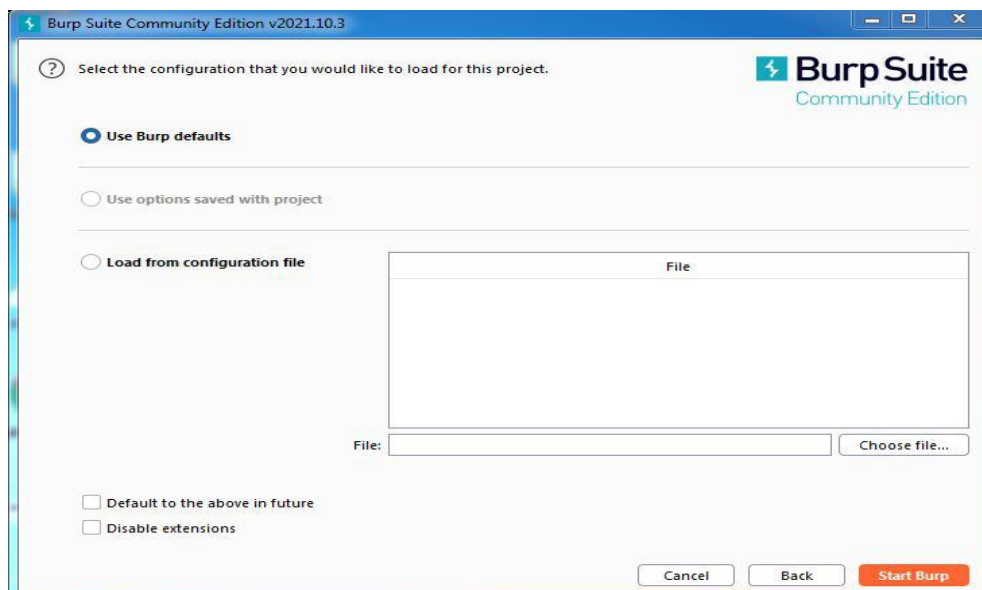 Burp Suite Community Edition v2021.10.3
Select the configuration that you would like to load for this project.
Burp Suite
Community Edition
Use Burp defaults
Use options saved with project
Load from configuration file
File
File:
Choose file...
Default to the above in future
Disable extensions
Cancel
Back
Start Burp